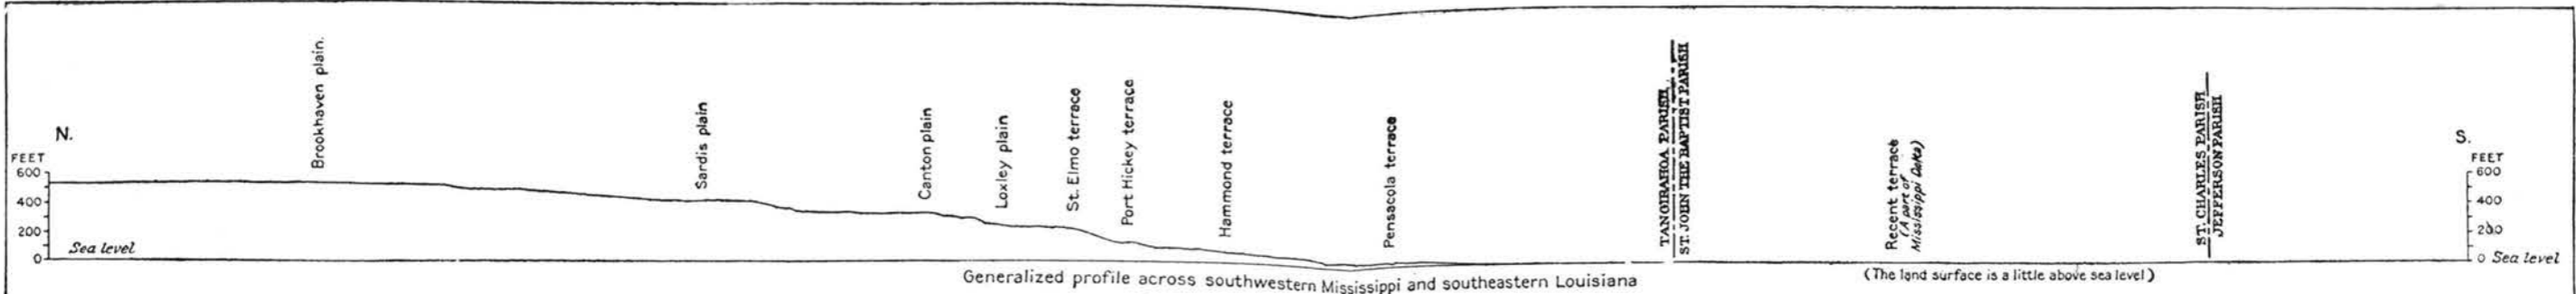 N.
FEET
600
400
200
0
Sea level
Brookhaven plain.
Sardis plain
Canton plain
Loxley plain
St. Elmo terrace
Port Hickey terrace
Hammond terrace
Pensacola terrace
TANGIPAHOA PARISH
ST. JOHN THE BAPTIST PARISH
Recent terrace
(A part of
Mississippi Delta)
ST. CHARLES PARISH
JEFFERSON PARISH
S.
FEET
600
400
200
0 Sea level
Generalized profile across southwestern Mississippi and southeastern Louisiana
(The land surface is a little above sea level)